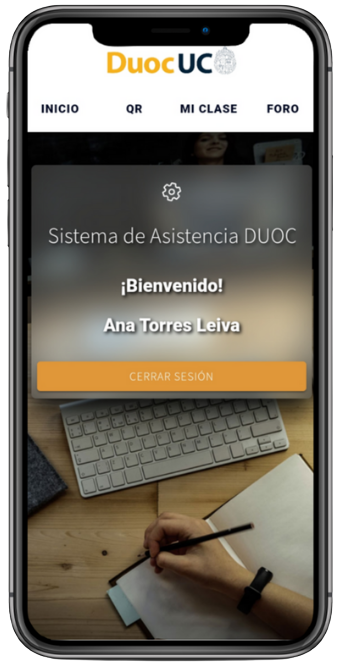 DuocUC
INICIO QR MI CLASE FORO
Sistema de Asistencia DUOC
¡Bienvenido!
Ana Torres Leiva
CERRAR SESIÓN